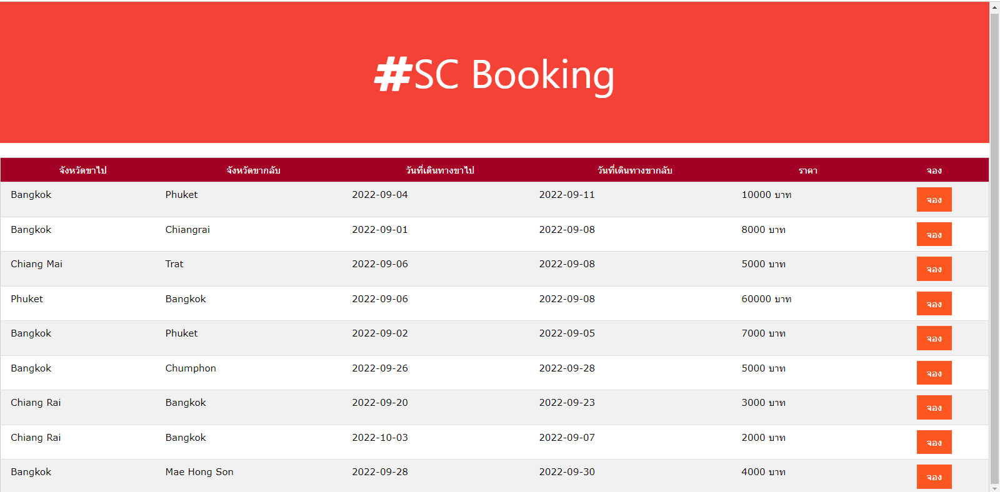 #SC Booking
จังหวัดขาไป จังหวัดขากลับ วันที่เดินทางขาไป วันที่เดินทางขากลับ ราคา จอง
Bangkok Phuket 2022-09-04 2022-09-11 10000 บาท จอง
Bangkok Chiangrai 2022-09-01 2022-09-08 8000 บาท จอง
Chiang Mai Trat 2022-09-06 2022-09-08 5000 บาท จอง
Phuket Bangkok 2022-09-06 2022-09-08 60000 บาท จอง
Bangkok Phuket 2022-09-02 2022-09-05 7000 บาท จอง
Bangkok Chumphon 2022-09-26 2022-09-28 5000 บาท จอง
Chiang Rai Bangkok 2022-09-20 2022-09-23 3000 บาท จอง
Chiang Rai Bangkok 2022-10-03 2022-09-07 2000 บาท จอง
Bangkok Mae Hong Son 2022-09-28 2022-09-30 4000 บาท จอง